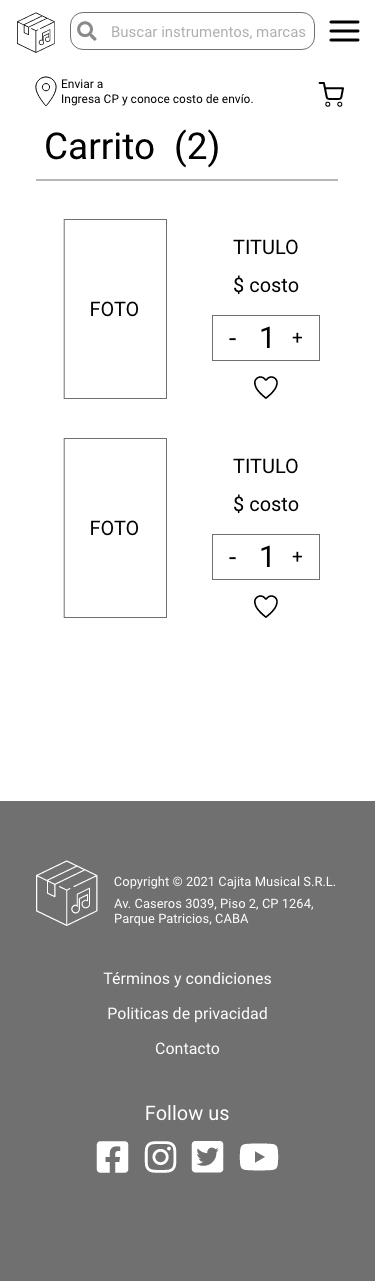 Buscar instrumentos, marcas
Enviar a
Ingresa CP y conoce costo de envío.
Carrito (2)
FOTO
TITULO
$ costo
- 1 +
FOTO
TITULO
$ costo
- 1 +
Copyright © 2021 Cajita Musical S.R.L.
Av. Caseros 3039, Piso 2, CP 1264,
Parque Patricios, CABA
Términos y condiciones
Politicas de privacidad
Contacto
Follow us